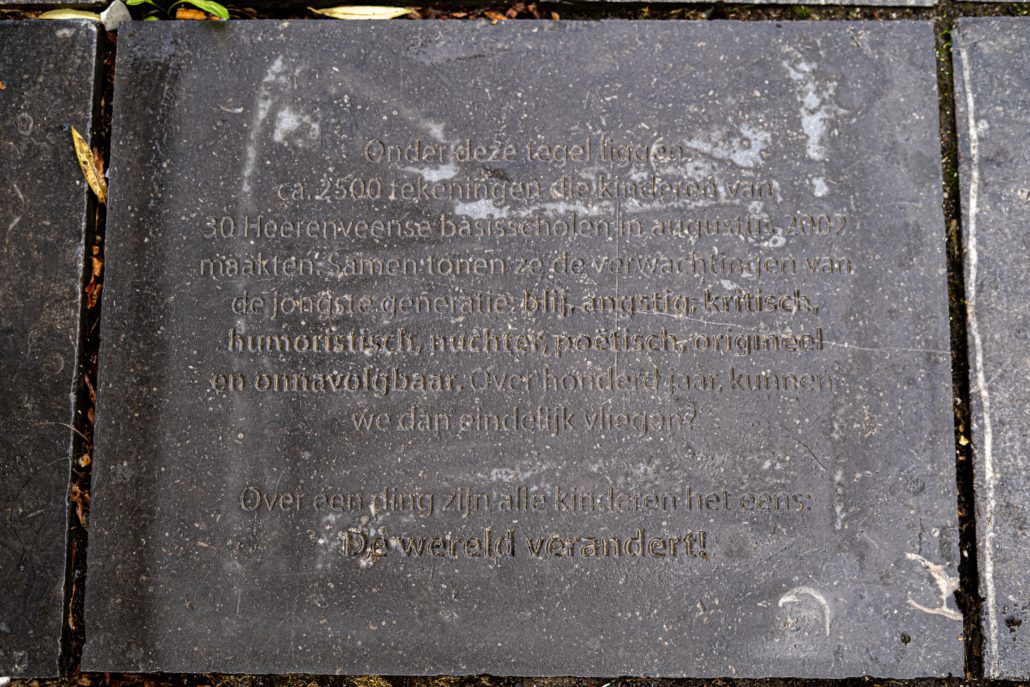 Onder deze tegel liggen
ca. 2500 tekeningen die kinderen van
30 Heerenveense basisscholen in augustus 2002
maakten. Samen tonen ze de verwachtingen van
de jongste generatie: blij, angstig, kritisch,
humoristisch, nuchter, poëtisch, origineel
en onnavolgbaar. Over honderd jaar, kunnen
we dan eindelijk vliegen?
Over een ding zijn alle kinderen het eens:
De wereld verandert!